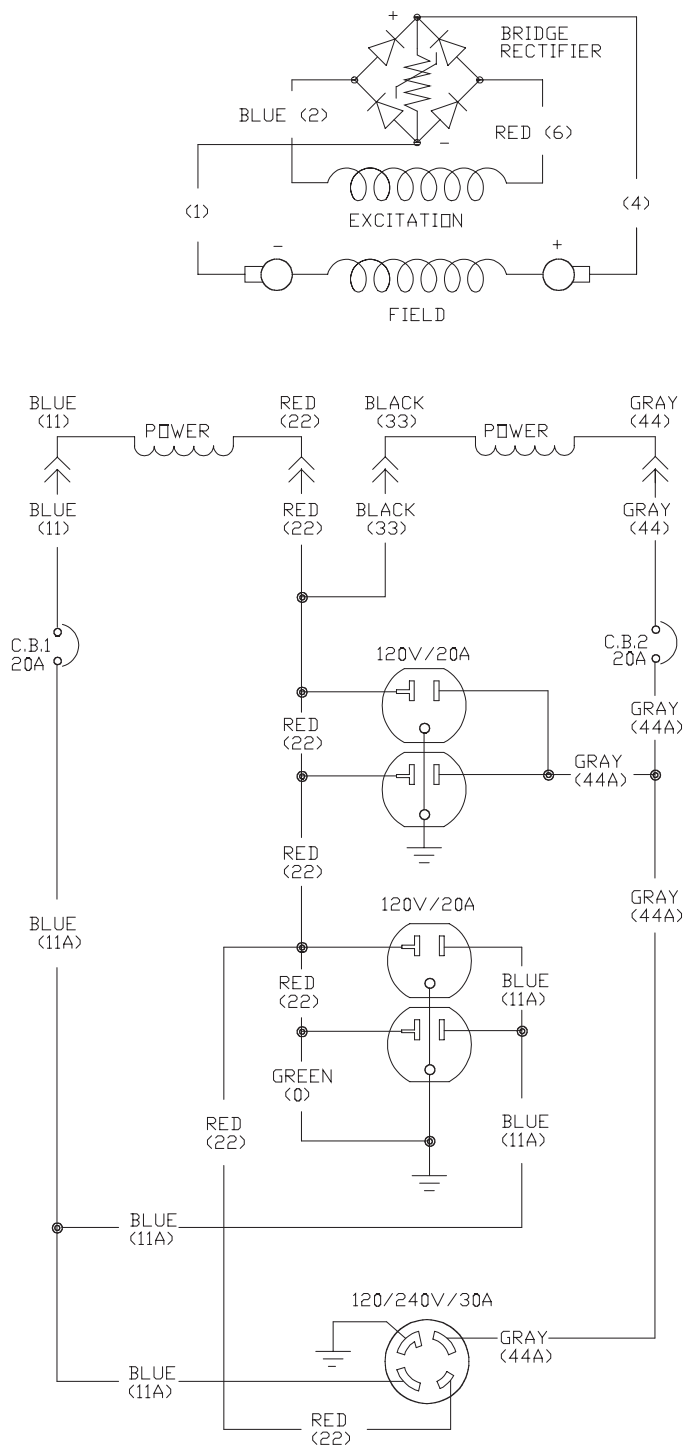 +
BRIDGE
RECTIFIER
BLUE (2)
RED (6)
-
(1)
(4)
EXCITATION
-
+
FIELD
BLUE
(11)
POWER
RED
(22)
BLACK
(33)
POWER
GRAY
(44)
BLUE
(11)
RED
(22)
BLACK
(33)
GRAY
(44)
C.B.1
20A
C.B.2
20A
120V/20A
RED
(22)
GRAY
(44A)
GRAY
(44A)
RED
(22)
BLUE
(11A)
120V/20A
GRAY
(44A)
RED
(22)
BLUE
(11A)
GREEN
(0)
RED
(22)
BLUE
(11A)
BLUE
(11A)
120/240V/30A
GRAY
(44A)
BLUE
(11A)
RED
(22)